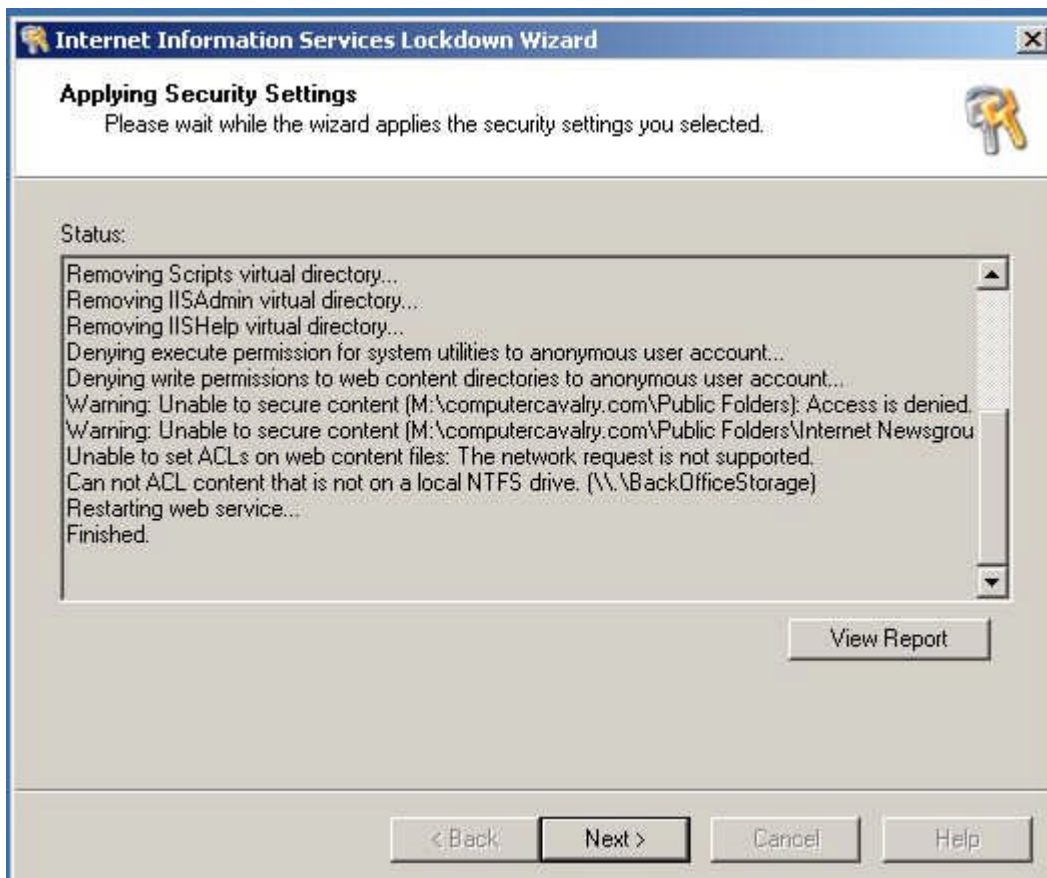 Internet Information Services Lockdown Wizard
Applying Security Settings
Please wait while the wizard applies the security settings you selected.
Status:
Removing Scripts virtual directory...
Removing IISAdmin virtual directory...
Removing IISHelp virtual directory...
Denying execute permission for system utilities to anonymous user account...
Denying write permissions to web content directories to anonymous user account...
Warning: Unable to secure content (M:\computercavalry.com\Public Folders): Access is denied.
Warning: Unable to secure content (M:\computercavalry.com\Public Folders\Internet Newsgrou
Unable to set ACLs on web content files: The network request is not supported.
Can not ACL content that is not on a local NTFS drive. (\\.\BackOfficeStorage)
Restarting web service...
Finished.
View Report
< Back Next > Cancel Help